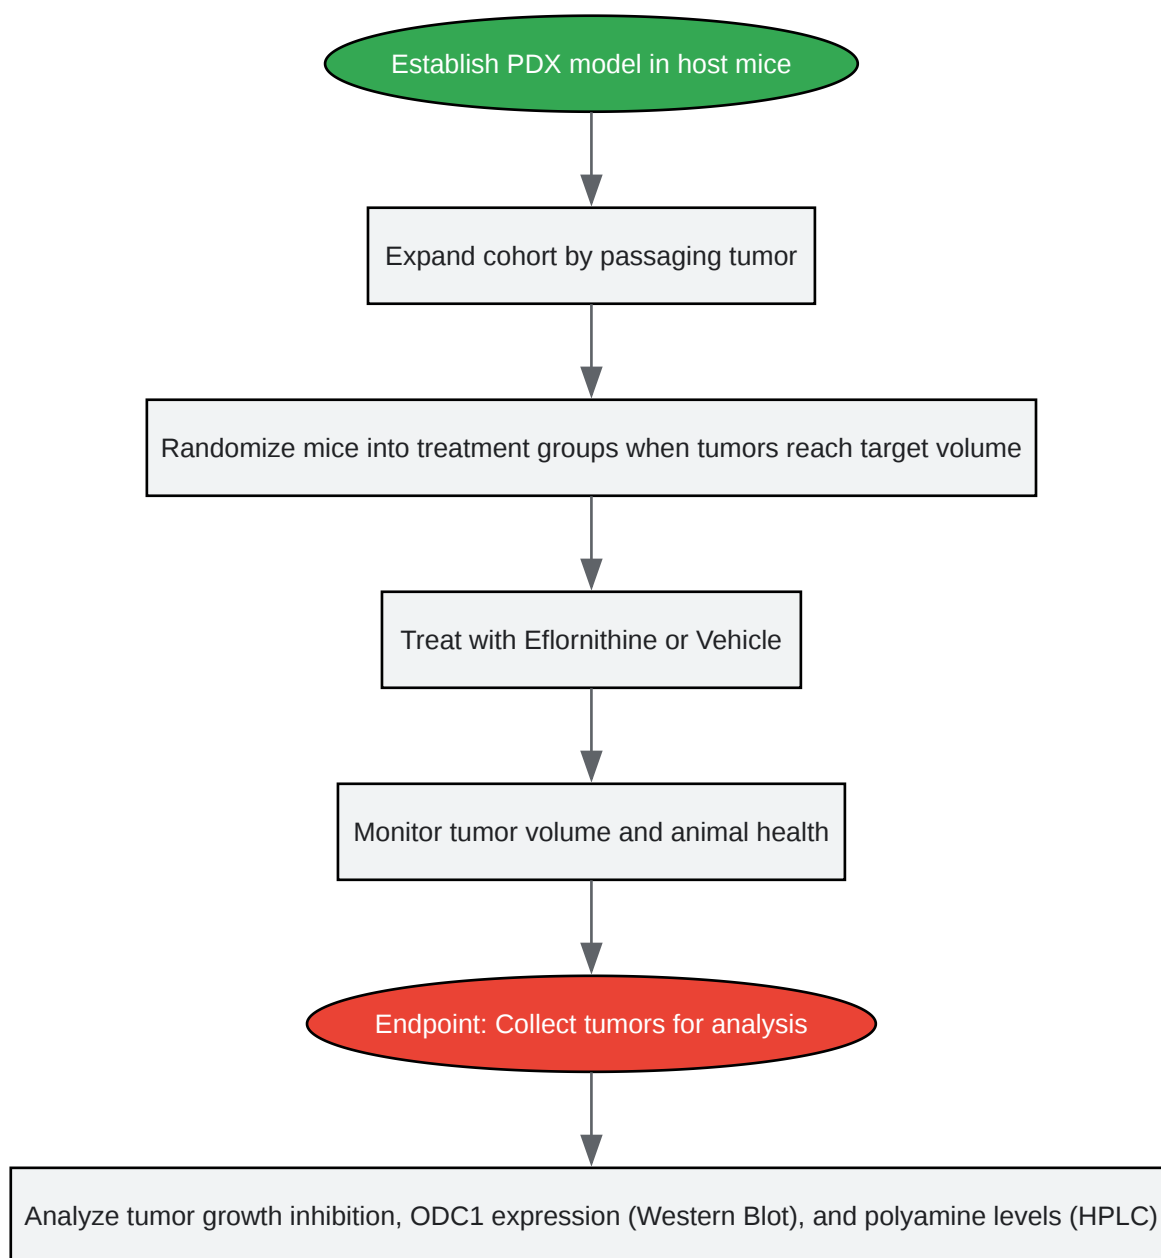 Establish PDX model in host mice
Expand cohort by passaging tumor
Randomize mice into treatment groups when tumors reach target volume
Treat with Eflornithine or Vehicle
Monitor tumor volume and animal health
Endpoint: Collect tumors for analysis
Analyze tumor growth inhibition, ODC1 expression (Western Blot), and polyamine levels (HPLC)